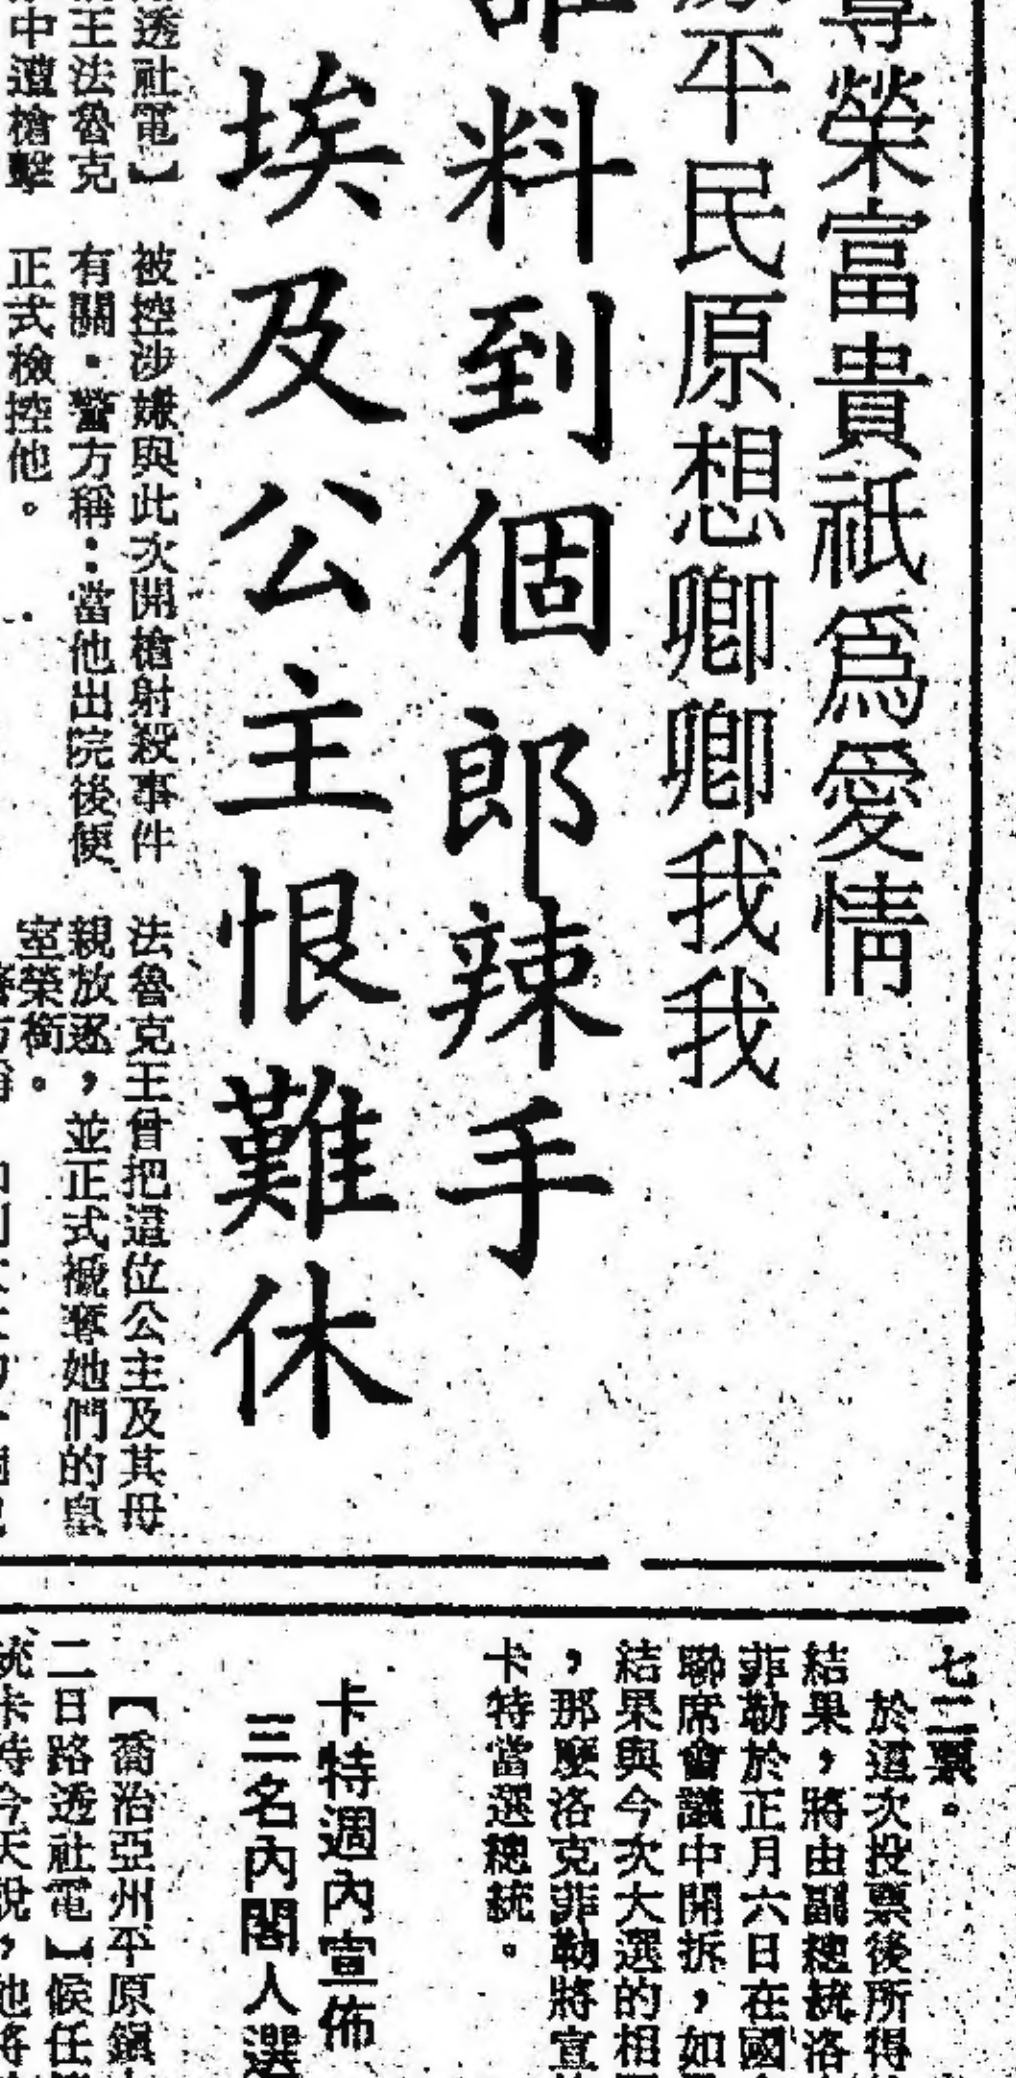 尊榮富貴祇為愛情
平民原想卿卿我我
料到個郎辣手
埃及公主恨難休
透社電】
王法魯克
中遭槍擊
被控涉嫌與此次開槍射殺事件
有關．警方稱：當他出院後便
正式檢控他。
法魯克王曾把這位公主及其母
親放逐，並正式褫奪她們的皇
室榮銜。
七二票。
於這次投票後所得
結果，將由副總統洛
菲勒於正月六日在國
聯席會議中開拆，如
結果與今次大選的相
，那麼洛克菲勒將宣
卡特當選總統。
卡特週內宣佈
三名內閣人選
【喬治亞州平原鎮
二日路透社電】候任
統卡特今天說，他將